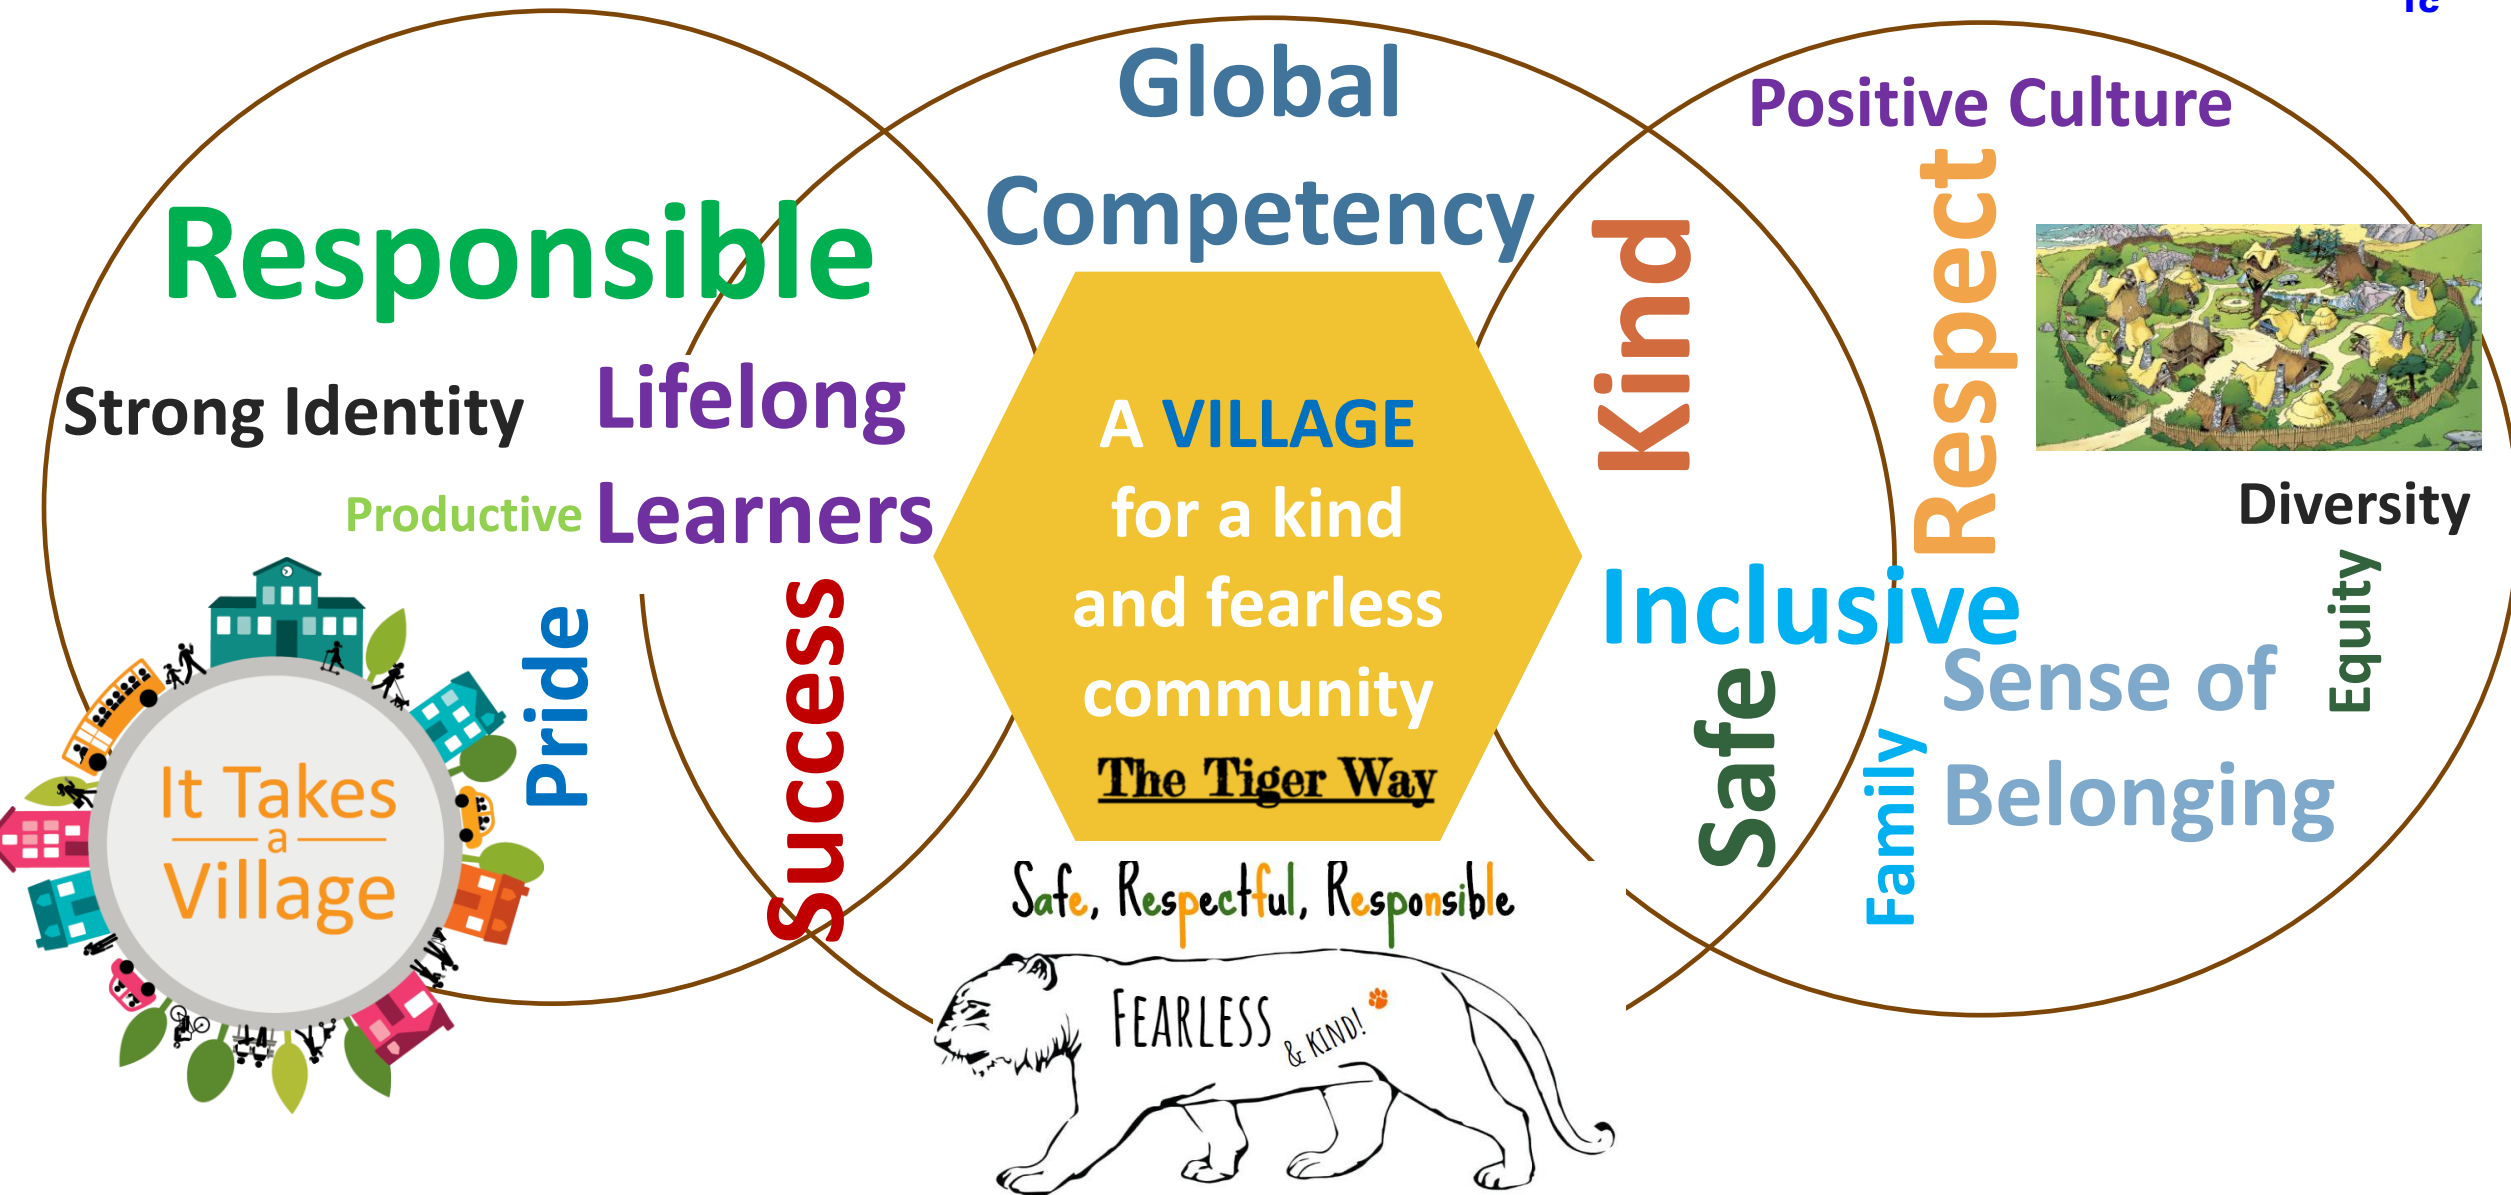 1c
Global
Competency
Positive Culture
Respect
Kind
Responsible
Strong Identity
Lifelong
Learners
Productive
Pride
Success
A VILLAGE
for a kind
and fearless
community
The Tiger Way
Diversity
Equity
Inclusive
Sense of
Belonging
Safe
Family
It Takes
a
Village
Safe, Respectful, Responsible
FEARLESS
& KIND!